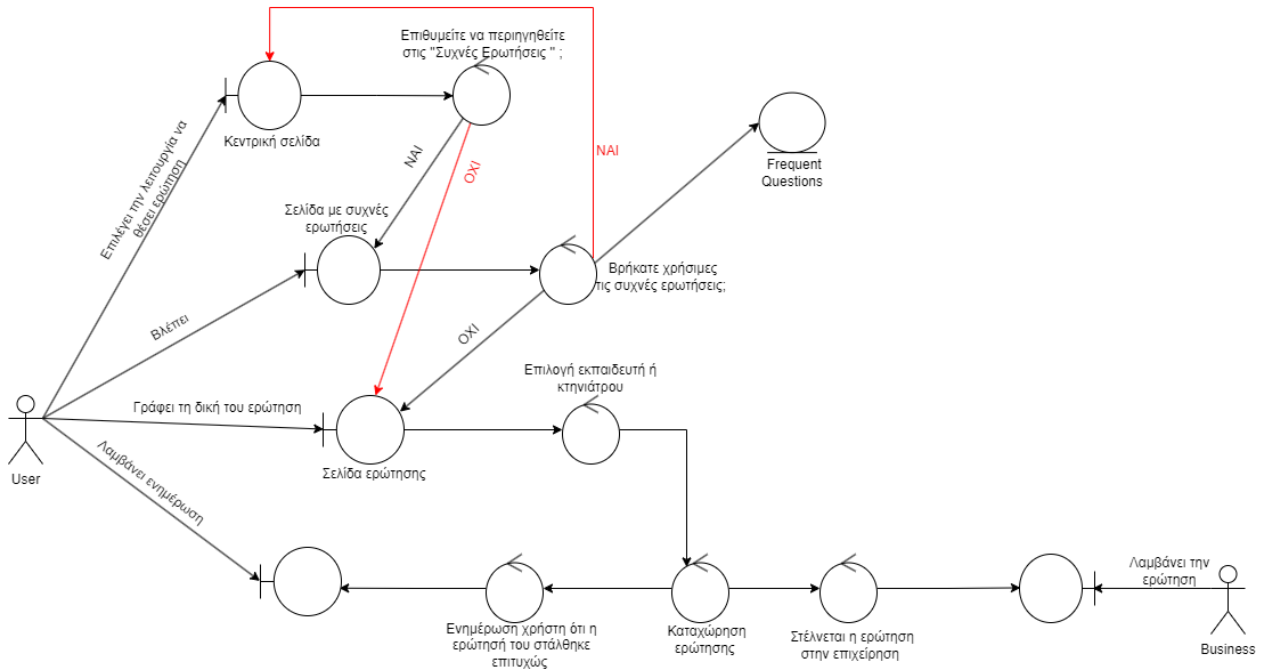 Επιθυμείτε να περιηγηθείτε
στις "Συχνές Ερωτήσεις " ;
Επιλέγει την λειτουργία να
θέσει ερώτηση
Κεντρική σελίδα
ΝΑΙ
ΟΧΙ
ΝΑΙ
Frequent
Questions
Σελίδα με συχνές
ερωτήσεις
Βλέπει
Βρήκατε χρήσιμες
τις συχνές ερωτήσεις;
ΟΧΙ
Επιλογή εκπαιδευτή ή
κτηνιάτρου
Γράφει τη δική του ερώτηση
Σελίδα ερώτησης
User
Λαμβάνει ενημέρωση
Λαμβάνει την
ερώτηση
Ενημέρωση χρήστη ότι η
ερώτησή του στάλθηκε
επιτυχώς
Καταχώρηση
ερώτησης
Στέλνεται η ερώτηση
στην επιχείρηση
Business